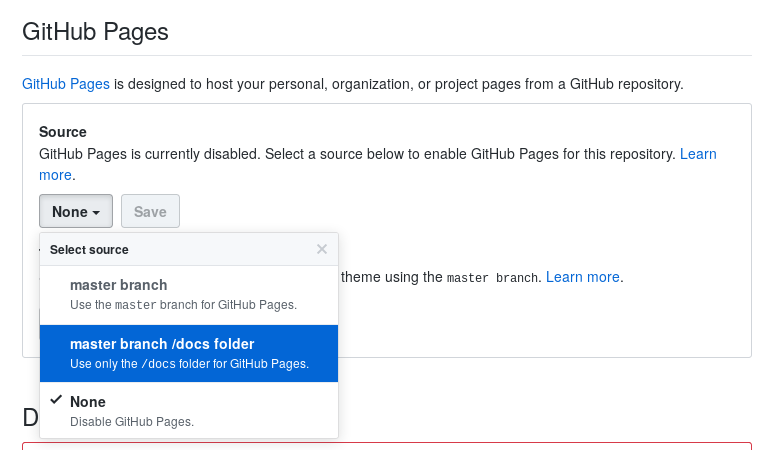 GitHub Pages
GitHub Pages is designed to host your personal, organization, or project pages from a GitHub repository.
Source
GitHub Pages is currently disabled. Select a source below to enable GitHub Pages for this repository. Learn
more.
None Save
Select source
theme using the master branch. Learn more.
master branch
Use the master branch for GitHub Pages.
master branch /docs folder
Use only the /docs folder for GitHub Pages.
None
Disable GitHub Pages.
D